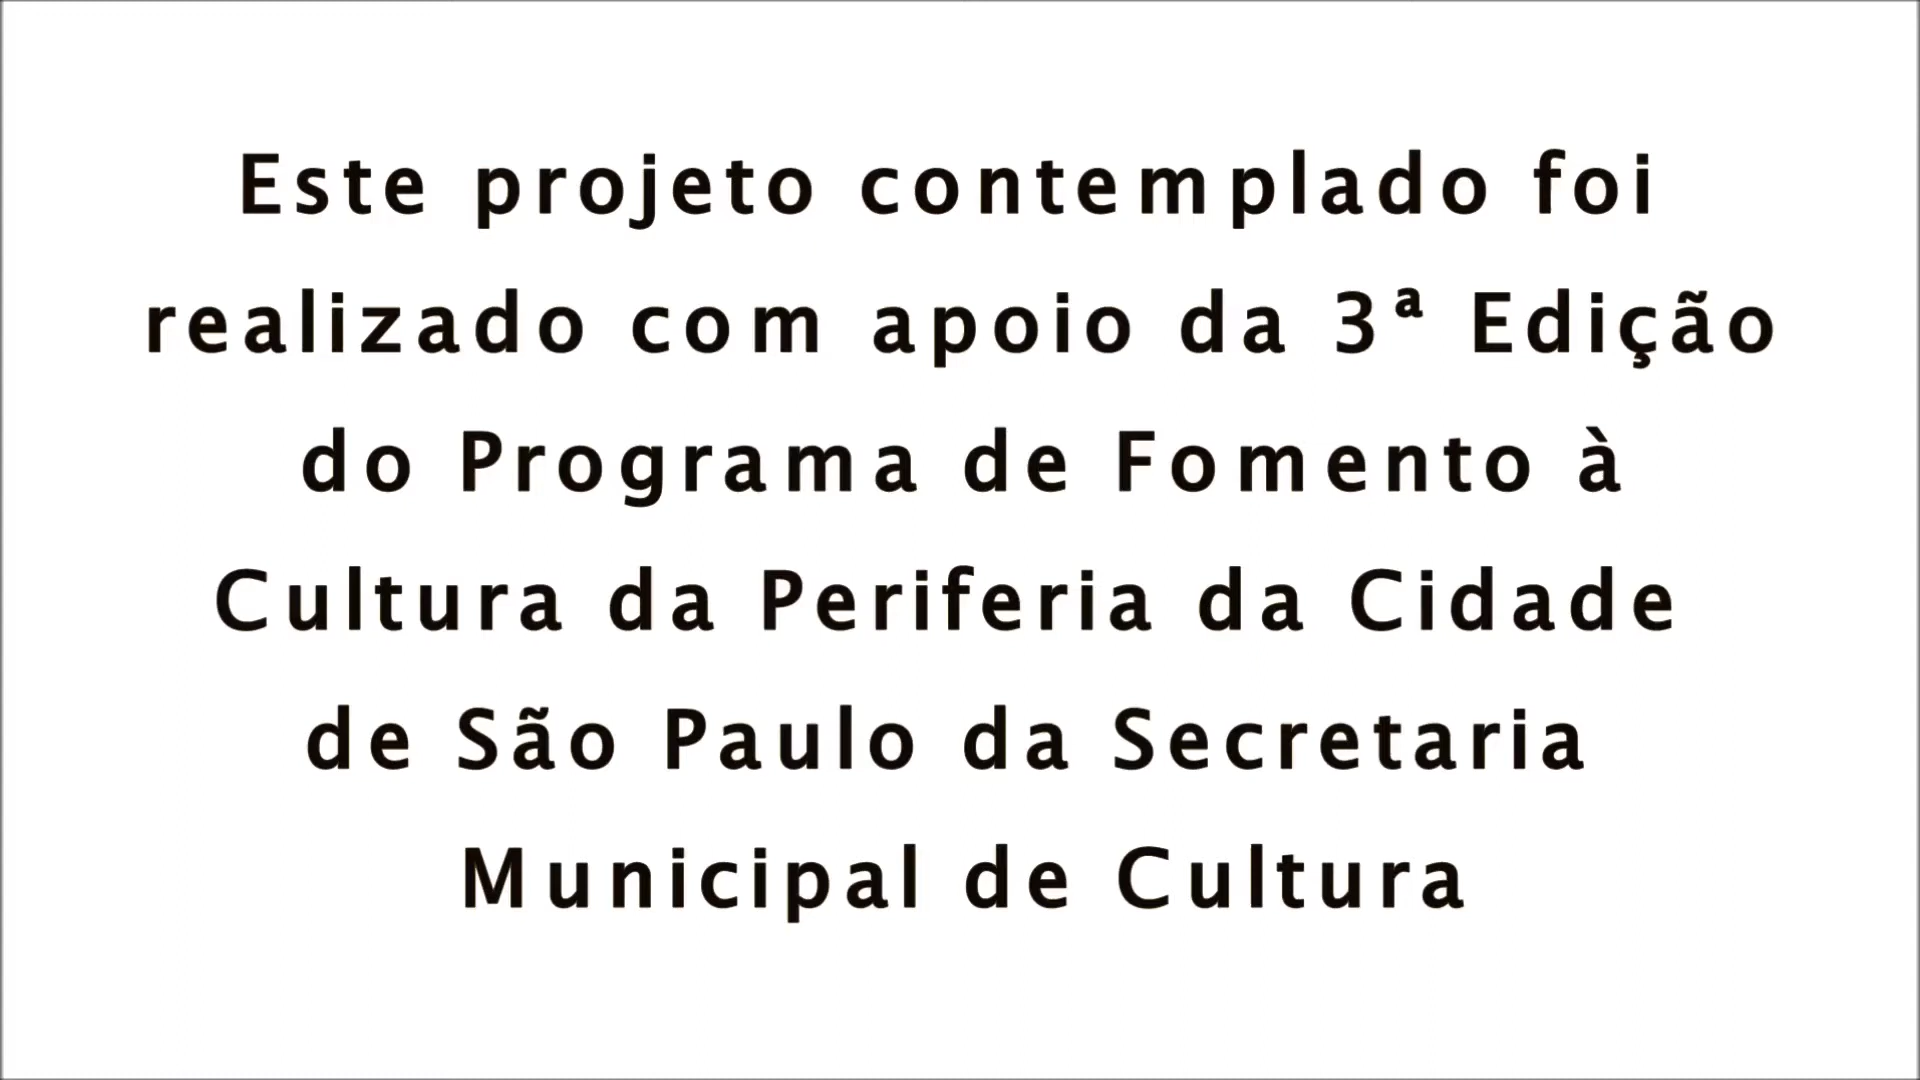 Este projeto contemplado foi
realizado com apoio da 3ª Edição
do Programa de Fomento à
Cultura da Periferia da Cidade
de São Paulo da Secretaria
Municipal de Cultura